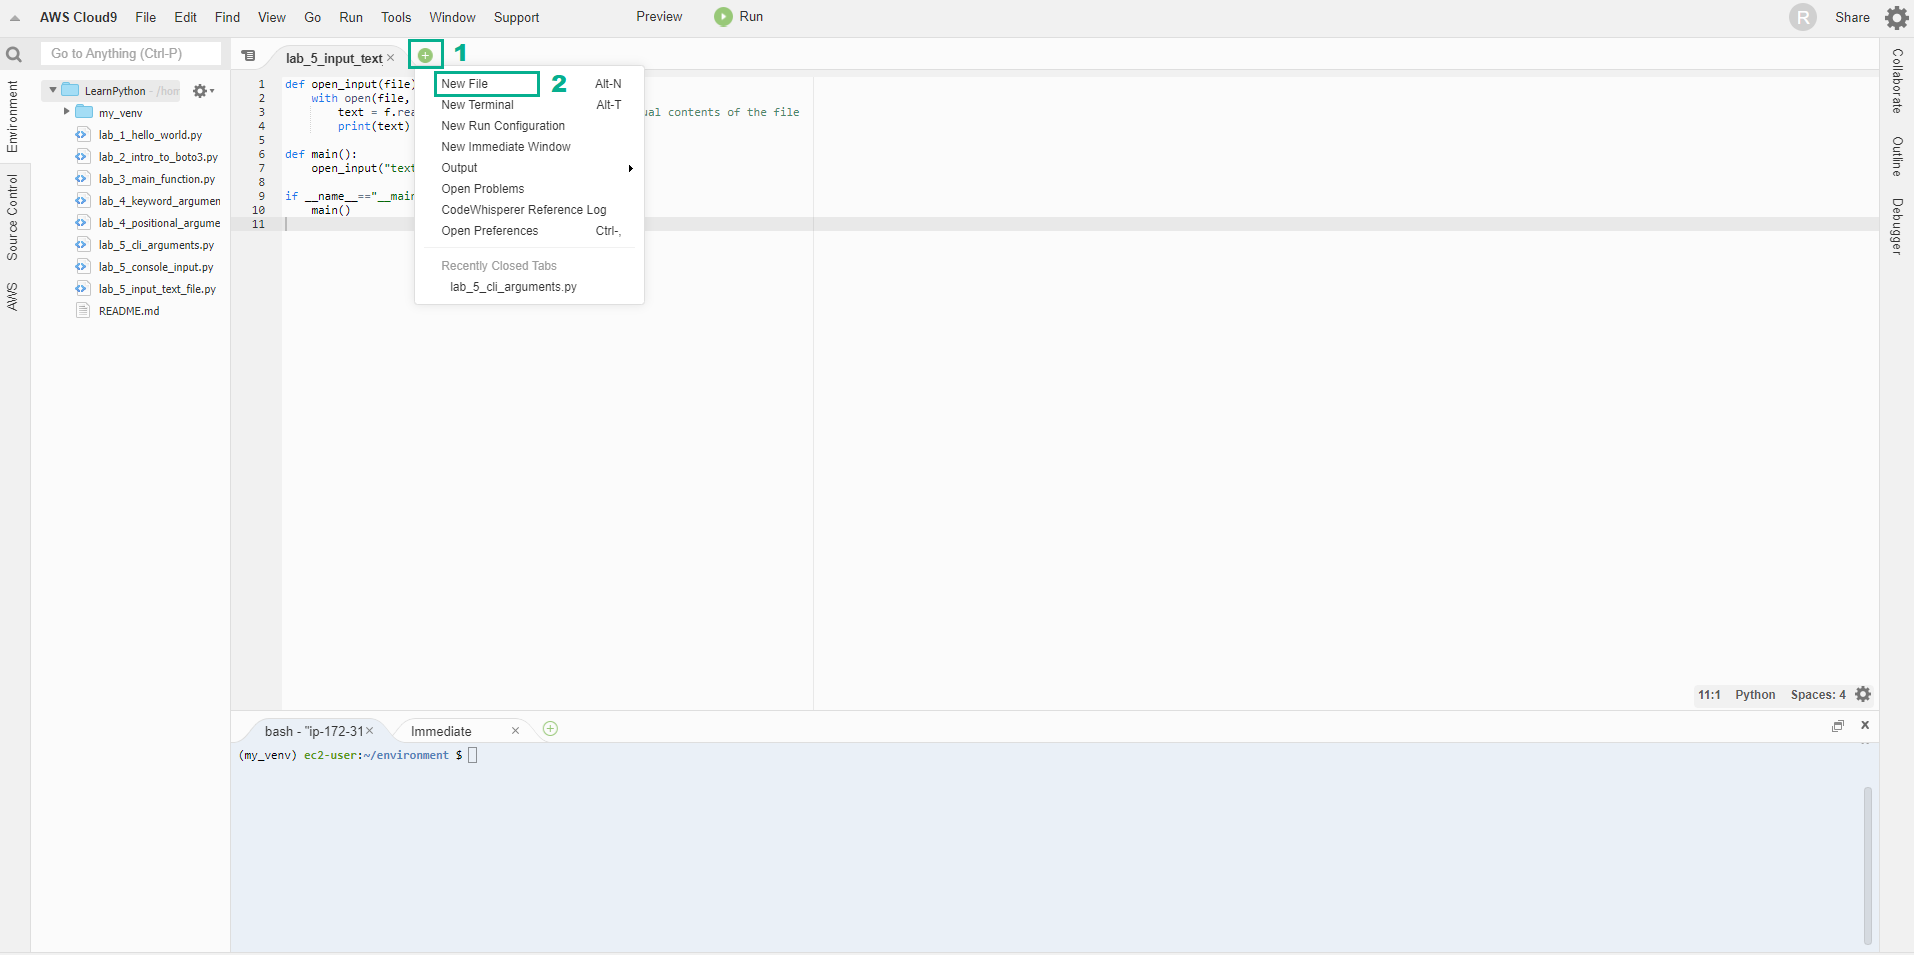 AWS Cloud9 File Edit Find View Go Run Tools Window Support Preview Run R Share
Go to Anything (Ctrl-P)
lab_5_input_text
1
Environment
Source Control
AWS
LearnPython - /hom
my_venv
lab_1_hello_world.py
lab_2_intro_to_boto3.py
lab_3_main_function.py
lab_4_keyword_argumen
lab_4_positional_argume
lab_5_cli_arguments.py
lab_5_console_input.py
lab_5_input_text_file.py
README.md
1 def open_input(file)
2 with open(file,
3 text = f.rea
ual contents of the file
4 print(text)
5
6 def main():
7 open_input("text
8
9 if __name__=="__main
10 main()
11
New File Alt-N
2
New Terminal Alt-T
New Run Configuration
New Immediate Window
Output
Open Problems
CodeWhisperer Reference Log
Open Preferences Ctrl-,
Recently Closed Tabs
lab_5_cli_arguments.py
Collaborate
Outline
Debugger
11:1 Python Spaces: 4
bash - "ip-172-31
Immediate
(my_venv) ec2-user:~/environment $